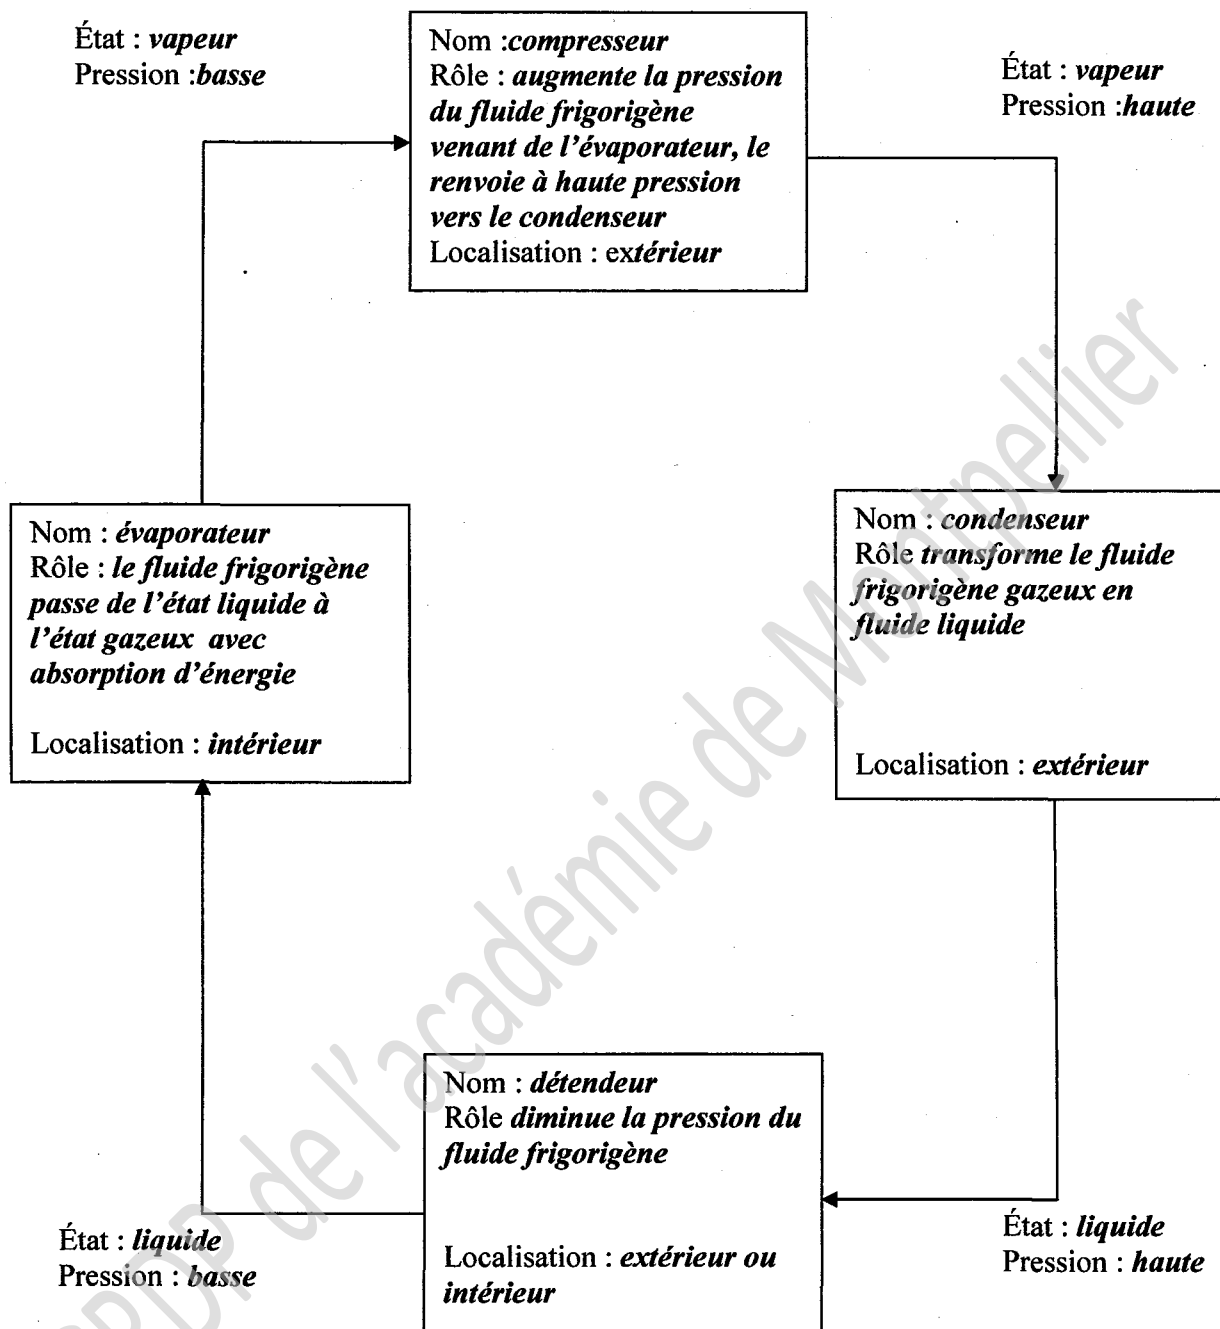 État : vapeur
Pression :basse
Nom :compresseur
Rôle : augmente la pression
du fluide frigorigène
venant de l'évaporateur, le
renvoie à haute pression
vers le condenseur
Localisation : extérieur
État : vapeur
Pression :haute
Nom : évaporateur
Rôle : le fluide frigorigène
passe de l'état liquide à
l'état gazeux avec
absorption d'énergie
Localisation : intérieur
Nom : condenseur
Rôle transforme le fluide
frigorigène gazeux en
fluide liquide
Localisation : extérieur
Nom : détendeur
Rôle diminue la pression du
fluide frigorigène
Localisation : extérieur ou
intérieur
État : liquide
Pression : basse
État : liquide
Pression : haute
de l'académie de Montpellier